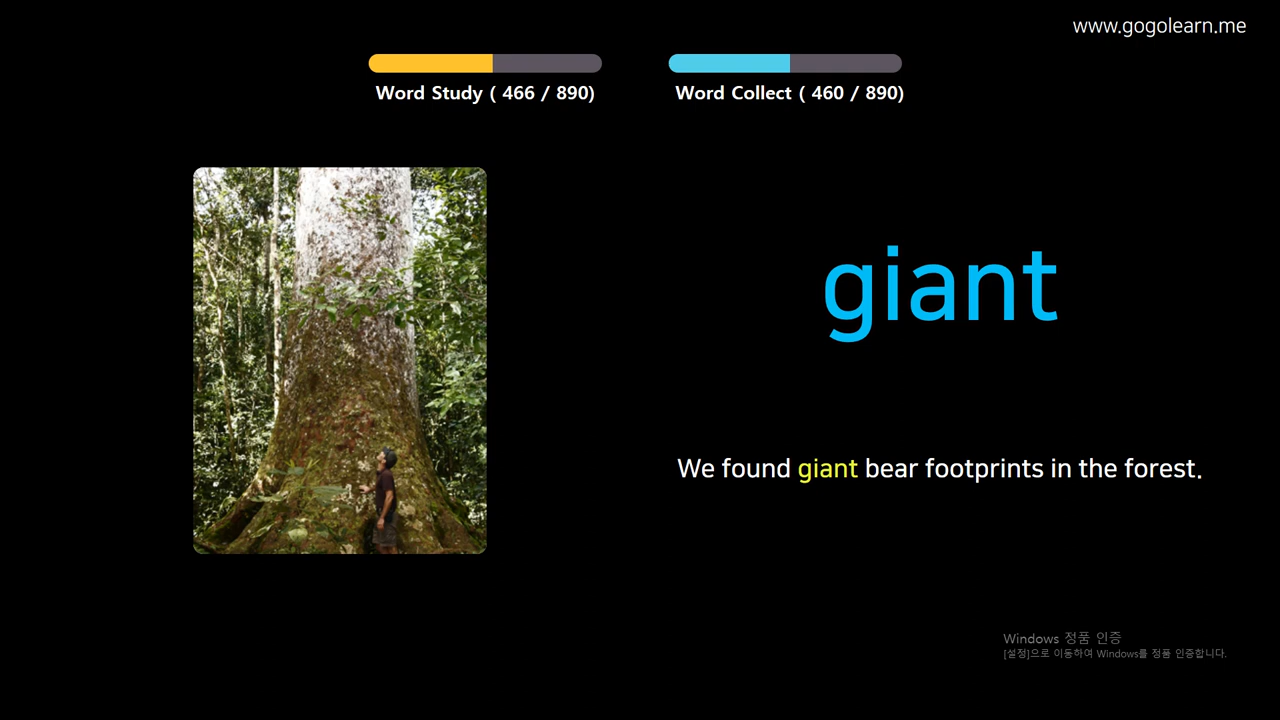 www.gogolearn.me
Word Study ( 466 / 890)
Word Collect ( 460 / 890)
giant
We found giant bear footprints in the forest.
Windows 정품 인증
[설정]으로 이동하여 Windows를 정품 인증합니다.